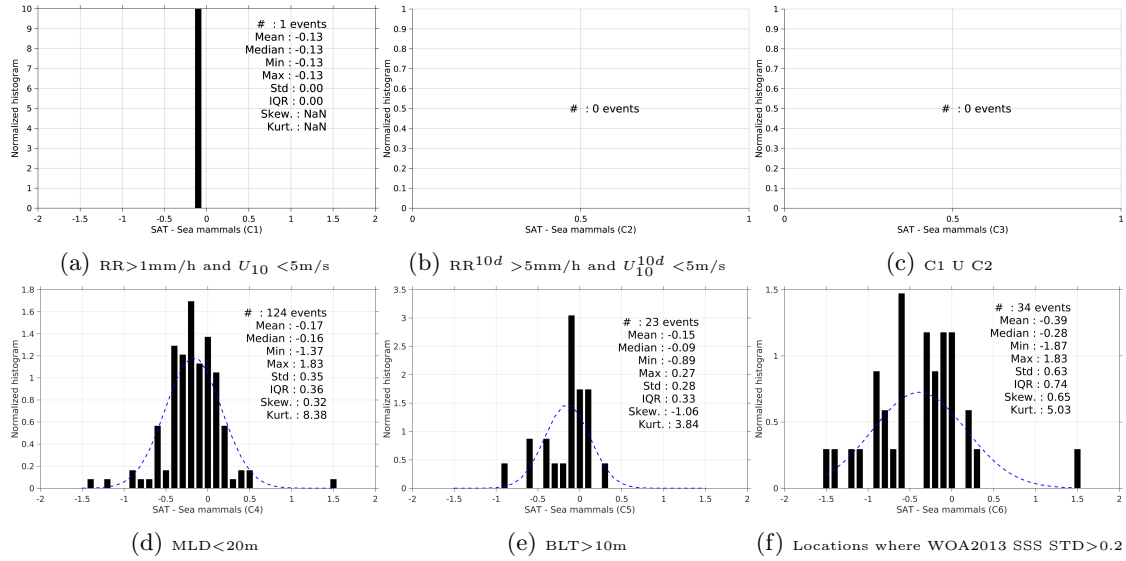 10
9
8
7
6
5
4
3
2
1
0
Normalized histogram
# : 1 events
Mean : -0.13
Median : -0.13
Min : -0.13
Max : -0.13
Std : 0.00
IQR : 0.00
Skew. : NaN
Kurt. : NaN
-2 -1.5 -1 -0.5 0 0.5 1 1.5 2
SAT - Sea mammals (C1)
(a) RR>1mm/h and U10 <5m/s
1
0.9
0.8
0.7
0.6
0.5
0.4
0.3
0.2
0.1
0
Normalized histogram
# : 0 events
0 0.5 1
SAT - Sea mammals (C2)
(b) RR10d >5mm/h and U10d10 <5m/s
1
0.9
0.8
0.7
0.6
0.5
0.4
0.3
0.2
0.1
0
Normalized histogram
# : 0 events
0 0.5 1
SAT - Sea mammals (C3)
(c) C1 U C2
1.8
1.6
1.4
1.2
1
0.8
0.6
0.4
0.2
0
Normalized histogram
# : 124 events
Mean : -0.17
Median : -0.16
Min : -1.37
Max : 1.83
Std : 0.35
IQR : 0.36
Skew. : 0.32
Kurt. : 8.38
-2 -1.5 -1 -0.5 0 0.5 1 1.5 2
SAT - Sea mammals (C4)
(d) MLD<20m
3.5
3
2.5
2
1.5
1
0.5
0
Normalized histogram
# : 23 events
Mean : -0.15
Median : -0.09
Min : -0.89
Max : 0.27
Std : 0.28
IQR : 0.33
Skew. : -1.06
Kurt. : 3.84
-2 -1.5 -1 -0.5 0 0.5 1 1.5 2
SAT - Sea mammals (C5)
(e) BLT>10m
1.5
1
0.5
0
Normalized histogram
# : 34 events
Mean : -0.39
Median : -0.28
Min : -1.87
Max : 1.83
Std : 0.63
IQR : 0.74
Skew. : 0.65
Kurt. : 5.03
-2 -1.5 -1 -0.5 0 0.5 1 1.5 2
SAT - Sea mammals (C6)
(f) Locations where WOA2013 SSS STD>0.2